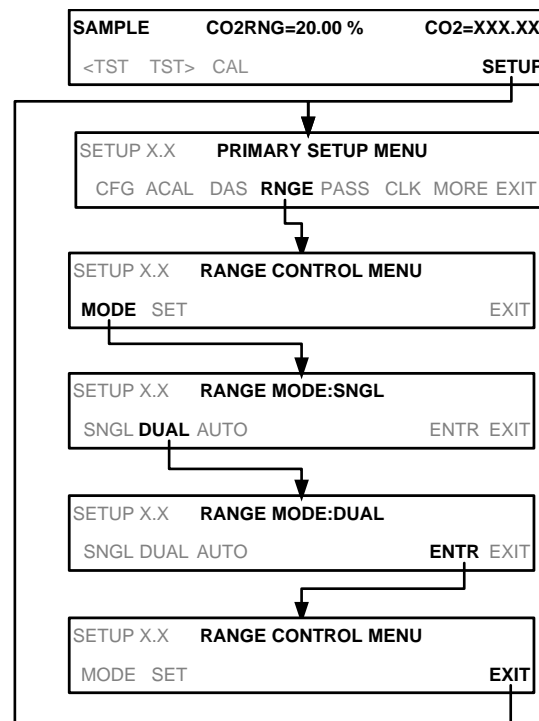 SAMPLE CO2RNG=20.00 % CO2=XXX.XX
<TST TST> CAL SETUP
SETUP X.X PRIMARY SETUP MENU
CFG ACAL DAS RNGE PASS CLK MORE EXIT
SETUP X.X RANGE CONTROL MENU
MODE SET EXIT
SETUP X.X RANGE MODE:SNGL
SNGL DUAL AUTO ENTR EXIT
SETUP X.X RANGE MODE:DUAL
SNGL DUAL AUTO ENTR EXIT
SETUP X.X RANGE CONTROL MENU
MODE SET EXIT